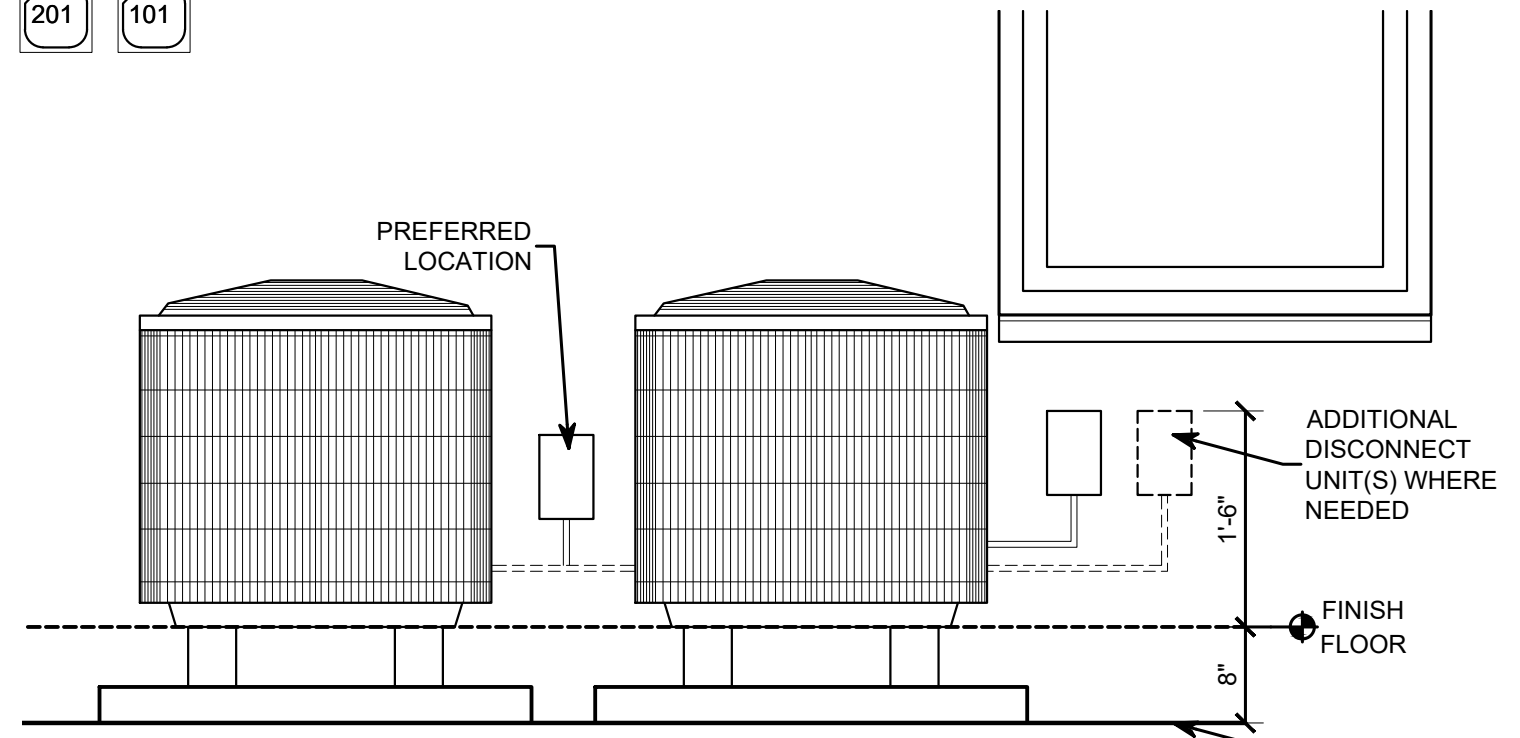 201
101
PREFERRED
LOCATION
ADDITIONAL
DISCONNECT
UNIT(S) WHERE
NEEDED
1'-6"
FINISH
FLOOR
8"